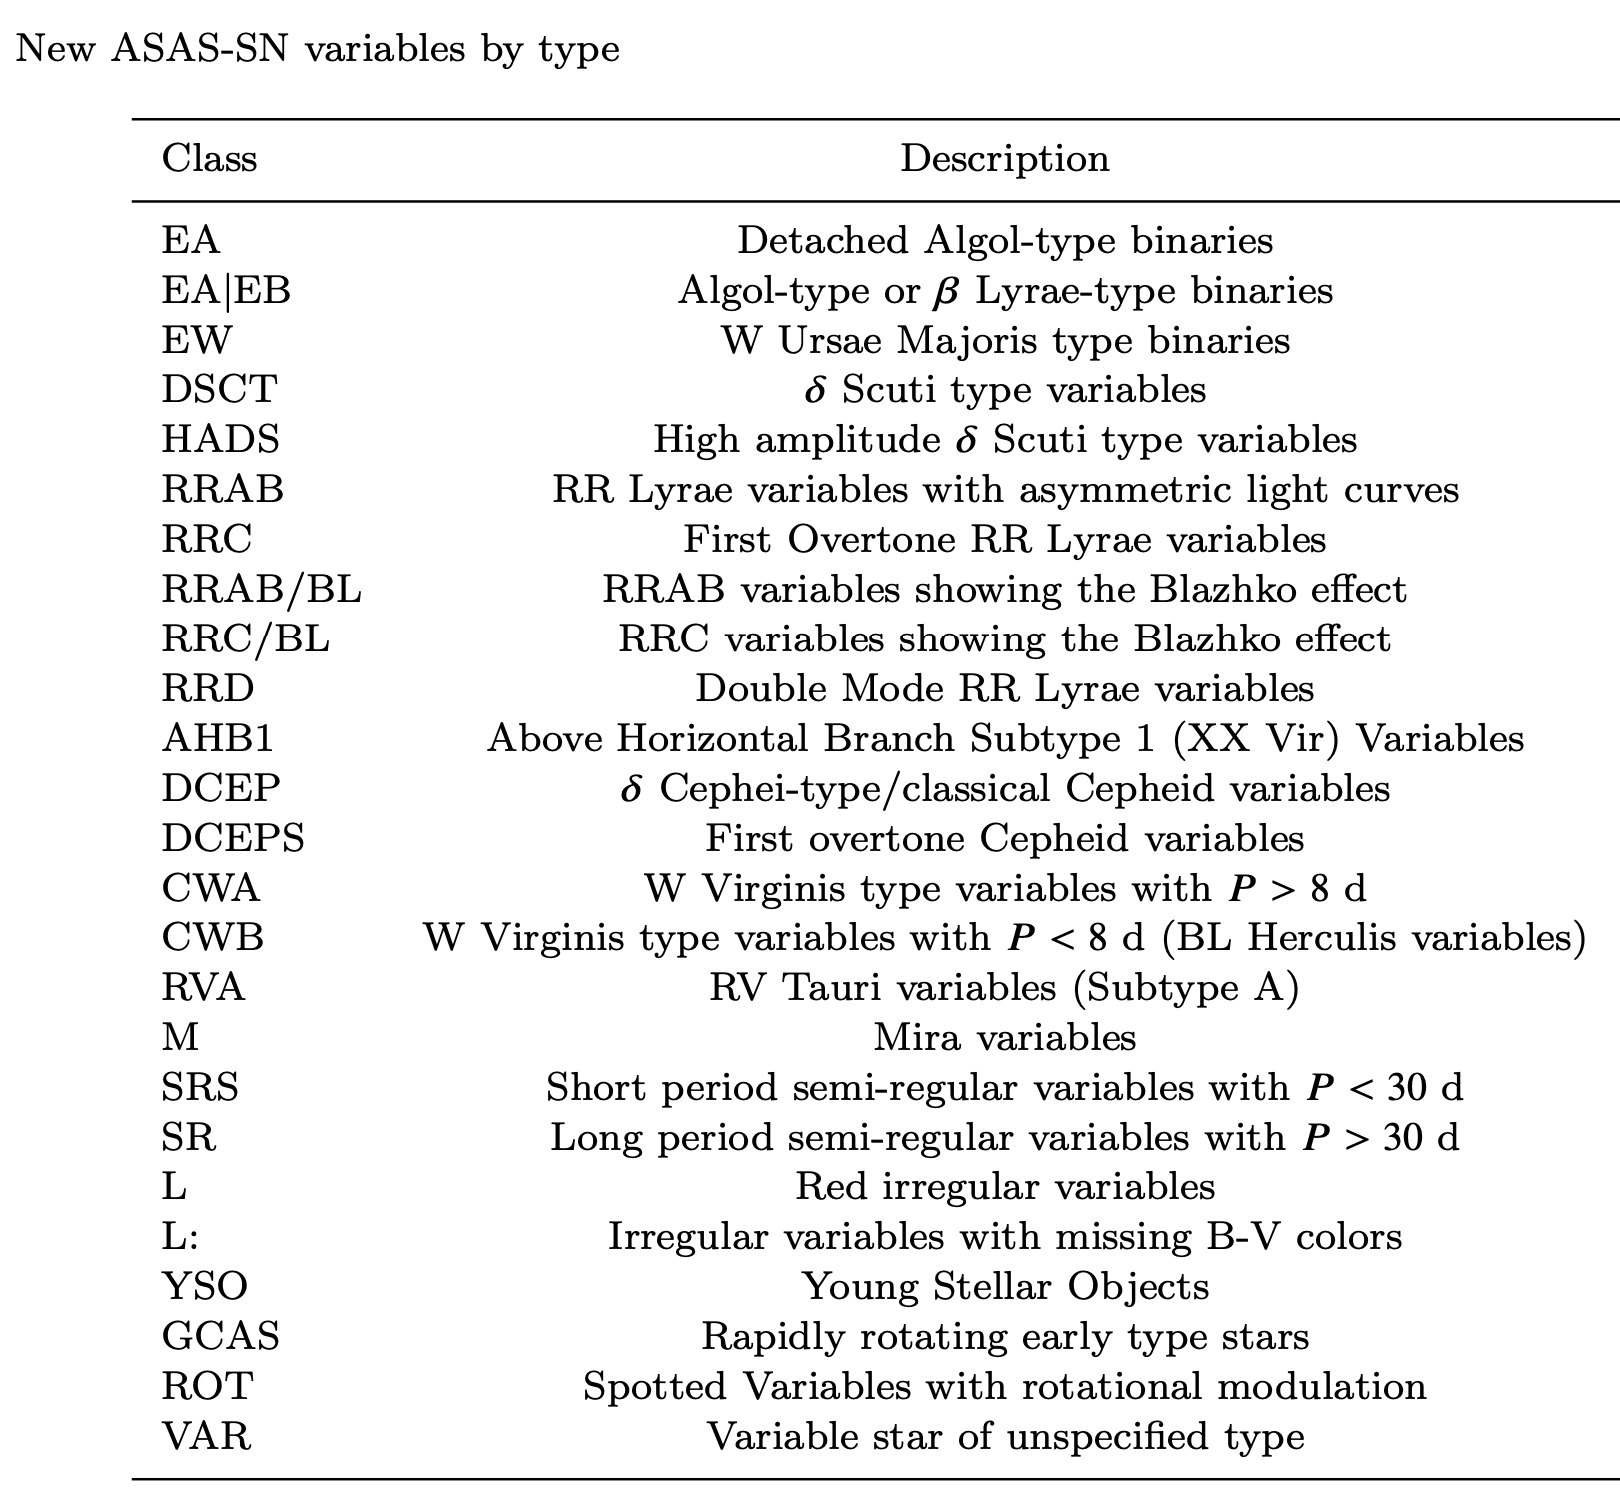 New ASAS-SN variables by type
Class Description
EA Detached Algol-type binaries
EA|EB Algol-type or β Lyrae-type binaries
EW W Ursae Majoris type binaries
DSCT δ Scuti type variables
HADS High amplitude δ Scuti type variables
RRAB RR Lyrae variables with asymmetric light curves
RRC First Overtone RR Lyrae variables
RRAB/BL RRAB variables showing the Blazhko effect
RRC/BL RRC variables showing the Blazhko effect
RRD Double Mode RR Lyrae variables
AHB1 Above Horizontal Branch Subtype 1 (XX Vir) Variables
DCEP δ Cephei-type/classical Cepheid variables
DCEPS First overtone Cepheid variables
CWA W Virginis type variables with P > 8 d
CWB W Virginis type variables with P < 8 d (BL Herculis variables)
RVA RV Tauri variables (Subtype A)
M Mira variables
SRS Short period semi-regular variables with P < 30 d
SR Long period semi-regular variables with P > 30 d
L Red irregular variables
L: Irregular variables with missing B-V colors
YSO Young Stellar Objects
GCAS Rapidly rotating early type stars
ROT Spotted Variables with rotational modulation
VAR Variable star of unspecified type